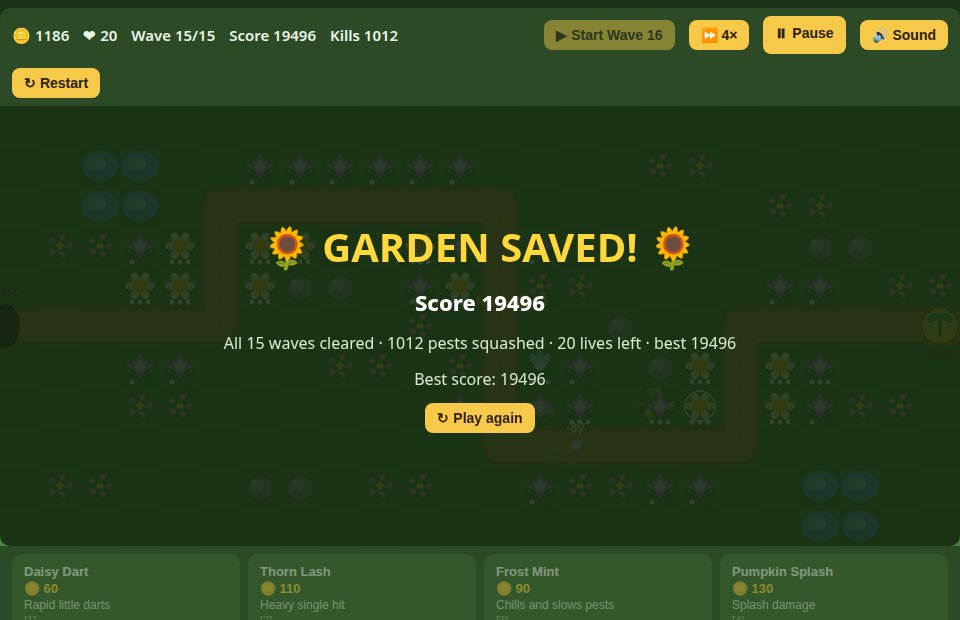 🪙 1186 ❤ 20 Wave 15/15 Score 19496 Kills 1012 ▶ Start Wave 16 ⏩ 4× ⏸ Pause 🔊 Sound
↻ Restart
🌻 GARDEN SAVED! 🌻
Score 19496
All 15 waves cleared · 1012 pests squashed · 20 lives left · best 19496
Best score: 19496
↻ Play again
Daisy Dart
🪙 60
Rapid little darts
Thorn Lash
🪙 110
Heavy single hit
Frost Mint
🪙 90
Chills and slows pests
Pumpkin Splash
🪙 130
Splash damage